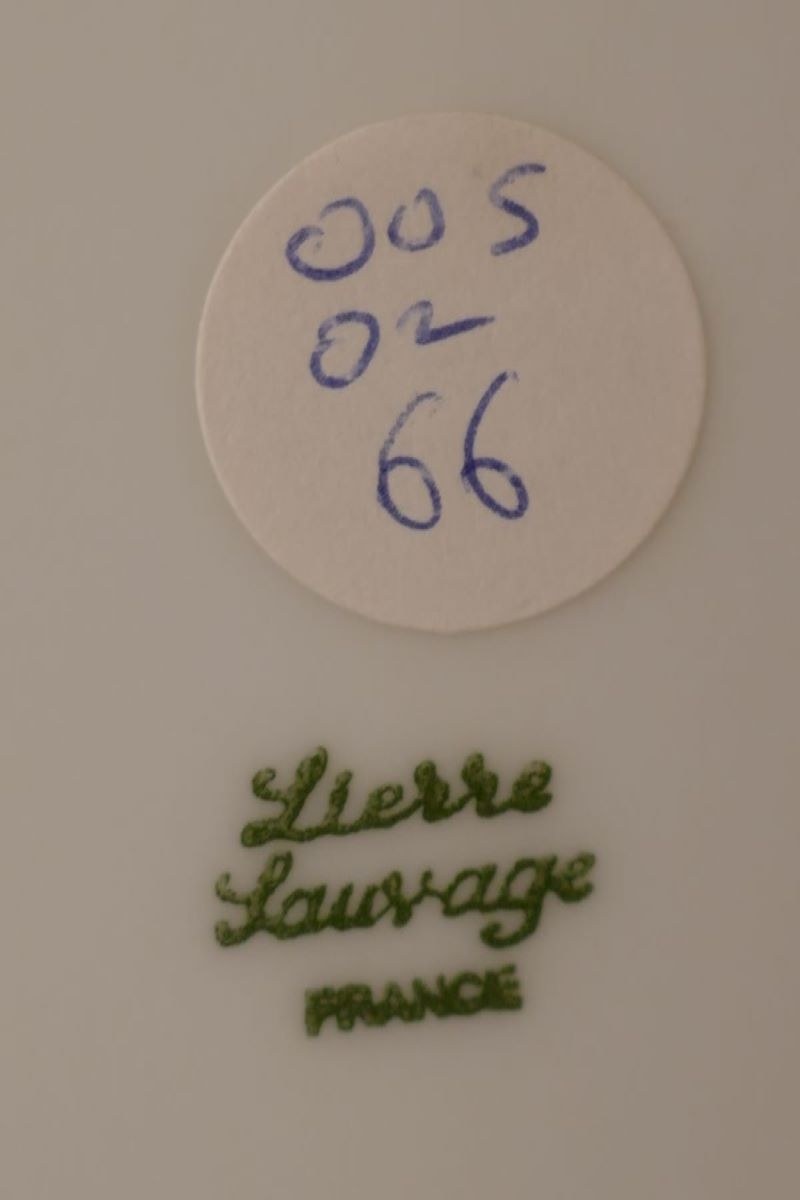 005
02
66
Lierre
Sauvage
FRANCE